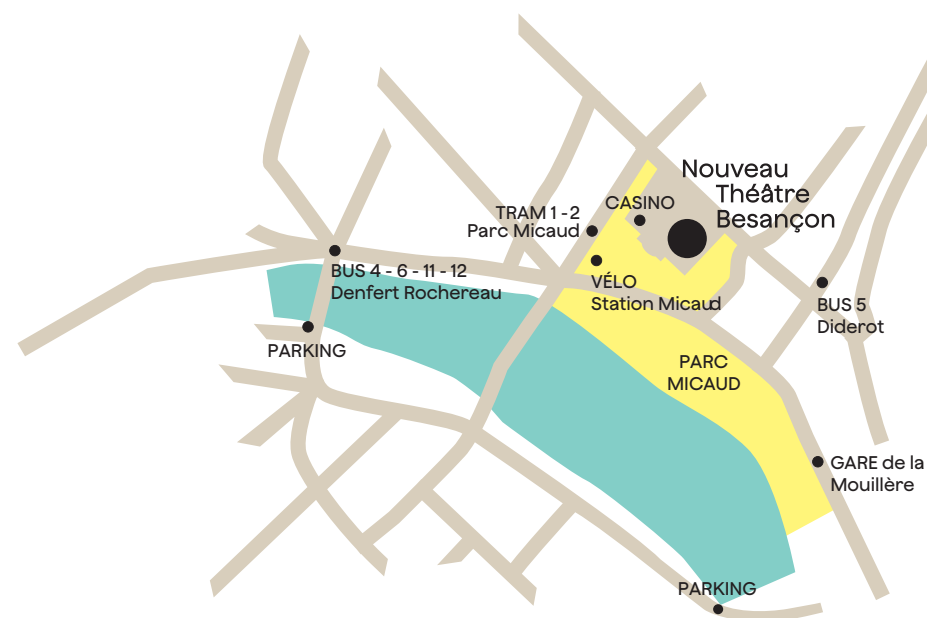 Nouveau
Théâtre
Besançon
CASINO
TRAM 1 - 2
Parc Micaud
BUS 4 - 6 - 11 - 12
Denfert Rochereau
VÉLO
Station Micaud
BUS 5
Diderot
PARKING
PARC
MICAUD
GARE de la
Mouillère
PARKING